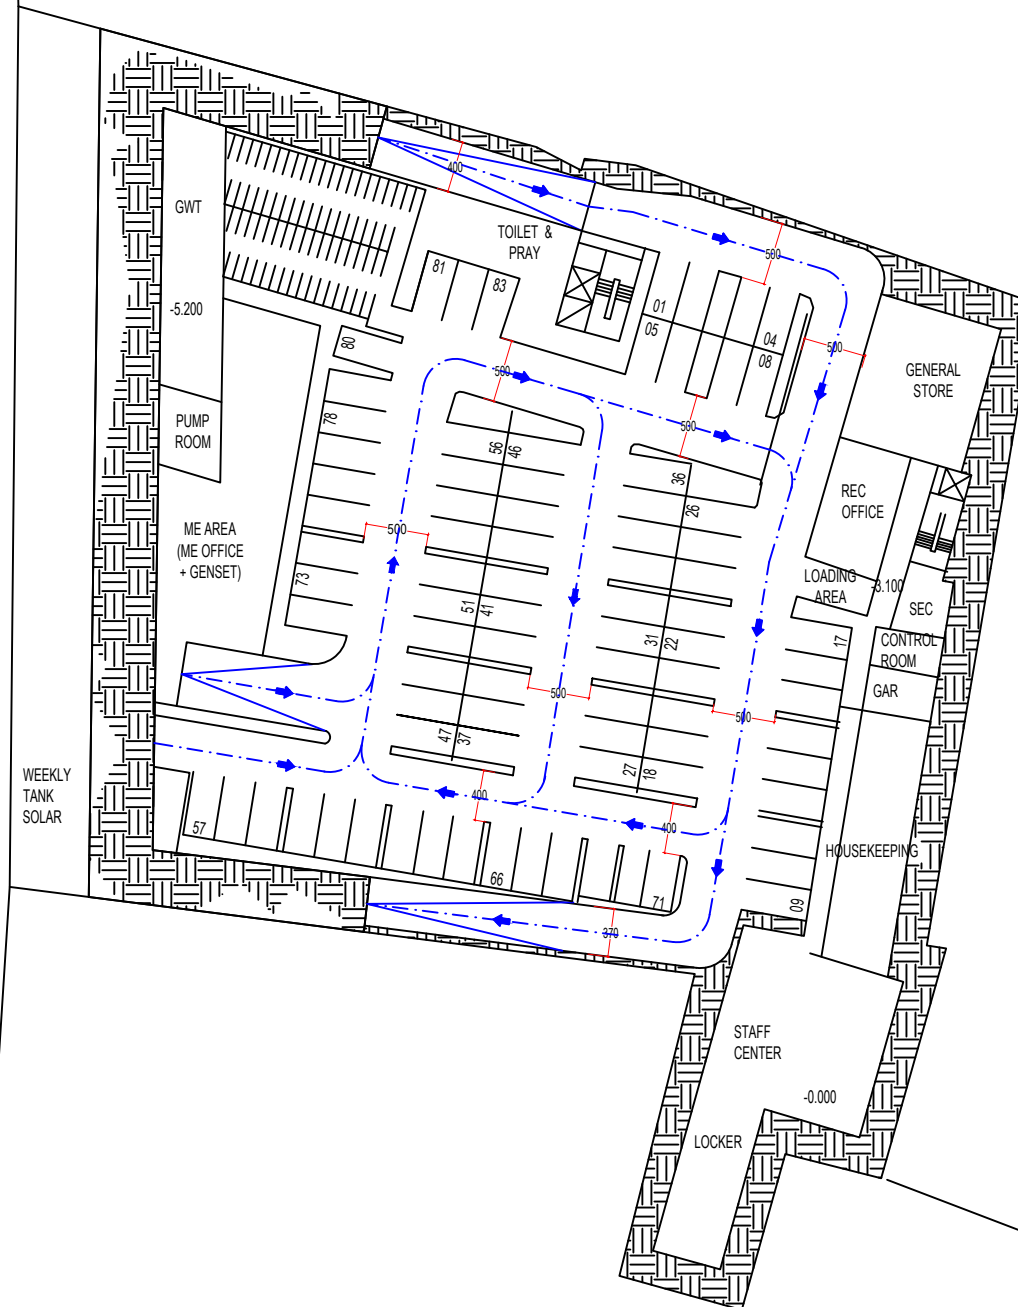 400
TOILET &
PRAY
GWT
81
83
500
01
05
04
08
-5.200
80
500
500
GENERAL
STORE
78
PUMP
ROOM
500
56
46
36
26
REC
OFFICE
ME AREA
(ME OFFICE
+ GENSET)
500
73
51
41
31
22
LOADING
AREA
-3.100
SEC
17
CONTROL
ROOM
GAR
500
500
47
37
27
18
WEEKLY
TANK
SOLAR
400
400
57
66
71
HOUSEKEEPING
09
370
STAFF
CENTER
-0.000
LOCKER